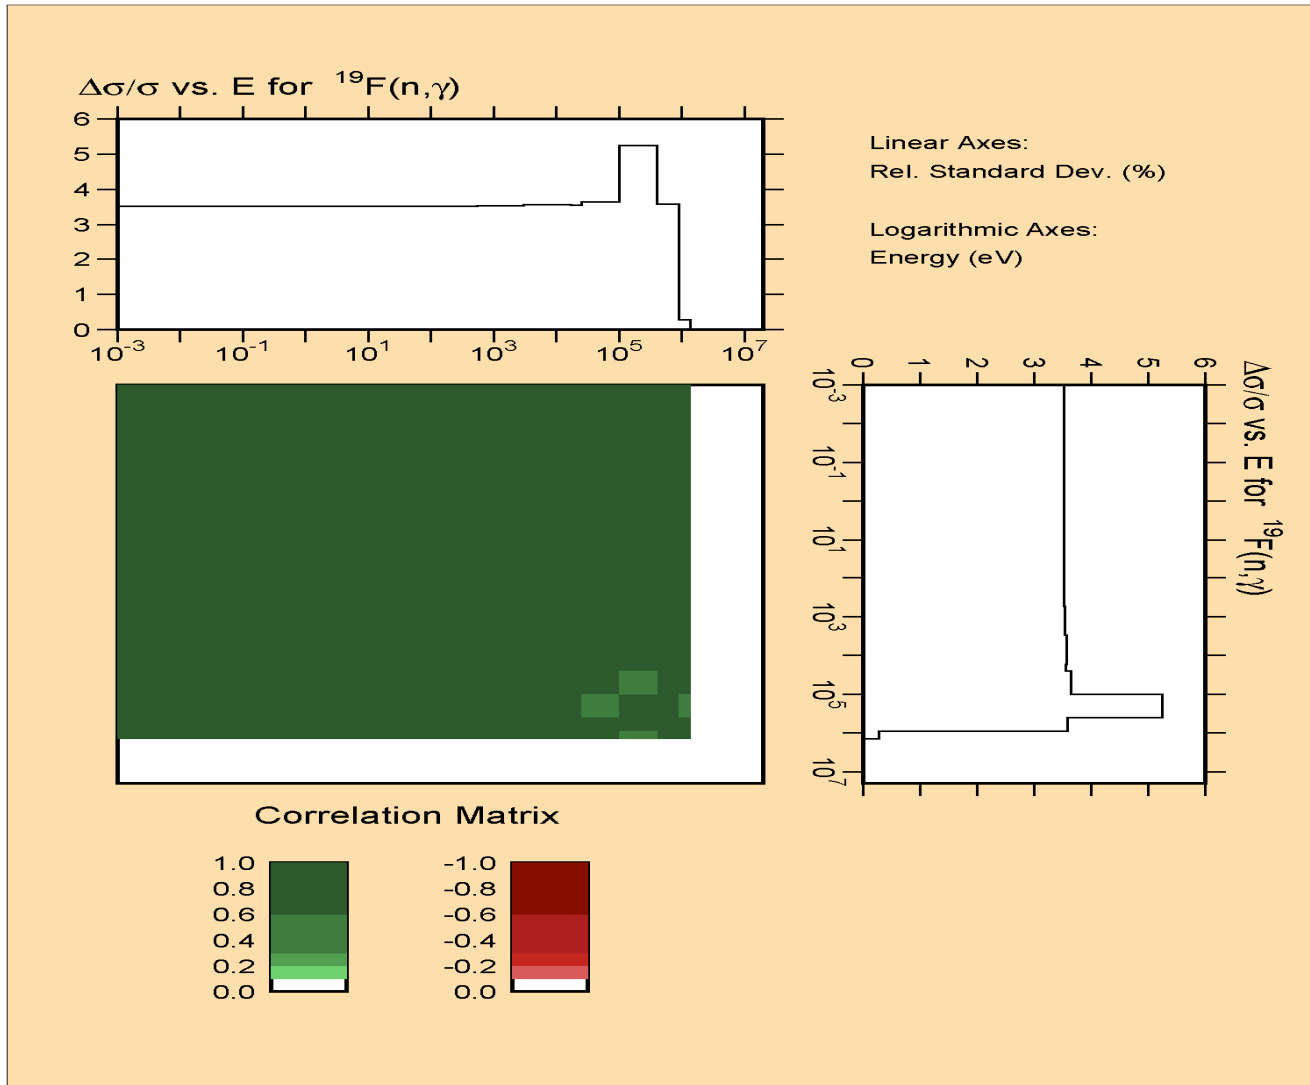 Δσ/σ vs. E for ¹⁹F(n,γ)
6
5
4
3
2
1
0
10⁻³ 10⁻¹ 10¹ 10³ 10⁵ 10⁷
Linear Axes:
Rel. Standard Dev. (%)
Logarithmic Axes:
Energy (eV)
0 1 2 3 4 5 6
10⁻³
10⁻¹
10¹
10³
10⁵
10⁷
Δσ/σ vs. E for ¹⁹F(n,γ)
Correlation Matrix
1.0
0.8
0.6
0.4
0.2
0.0
-1.0
-0.8
-0.6
-0.4
-0.2
0.0